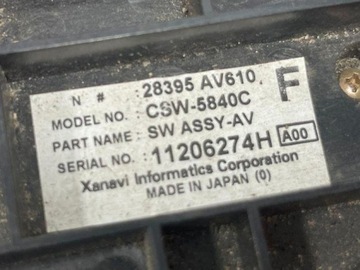 N #: 28395 AV610 F
MODEL NO.: CSW-5840C
PART NAME: SW ASSY-AV
SERIAL NO.: 11206274H A00
Xanavi Informatics Corporation
MADE IN JAPAN (0)